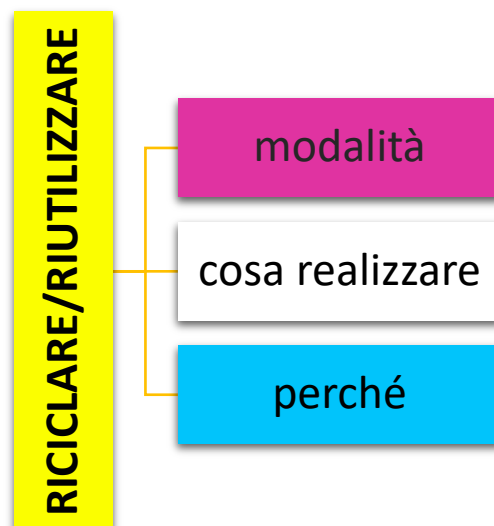 RICICLARE/RIUTILIZZARE
modalità
cosa realizzare
perché